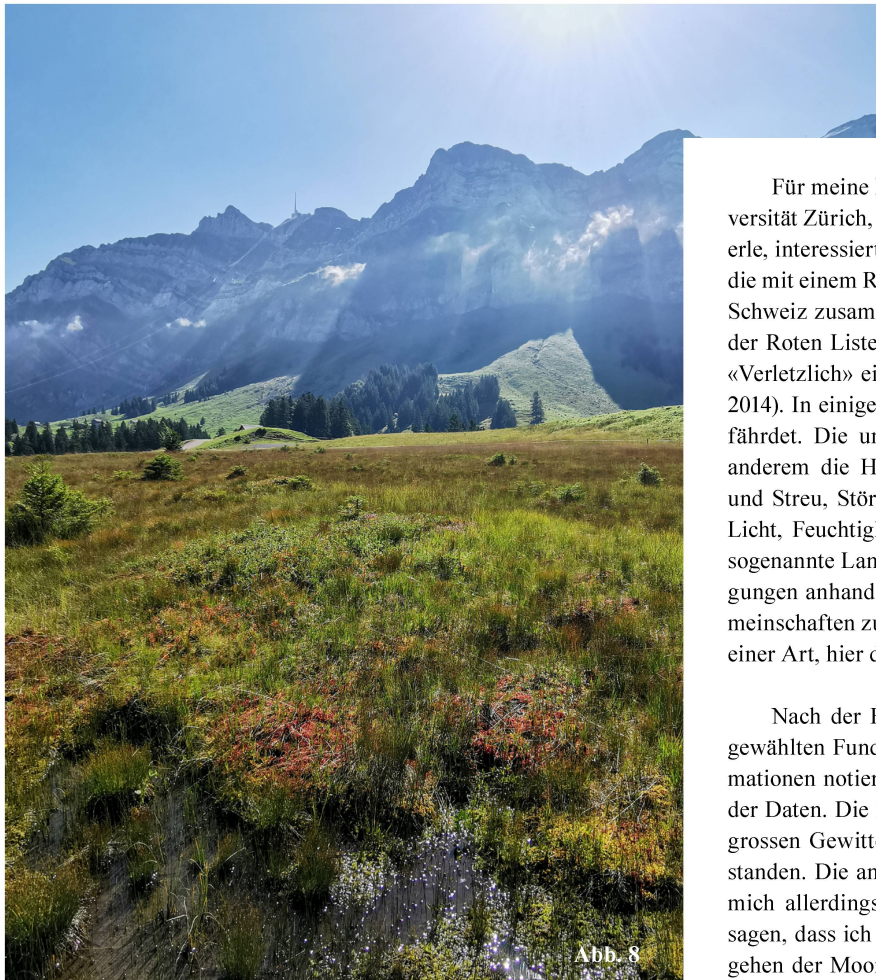 Für meine
versität Zürich,
erle, interessiert
die mit einem R
Schweiz zusam
der Roten Liste
«Verletzlich» ei
2014). In einige
fährdet. Die un
anderem die H
und Streu, Stör
Licht, Feuchtigk
sogenannte Lan
gungen anhand
meinschaften zu
einer Art, hier d
Nach der
gewählten Fund
mationen notier
der Daten. Die
grossen Gewitt
standen. Die an
mich allerdings
sagen, dass ich
gehen der Moo
Abb. 8